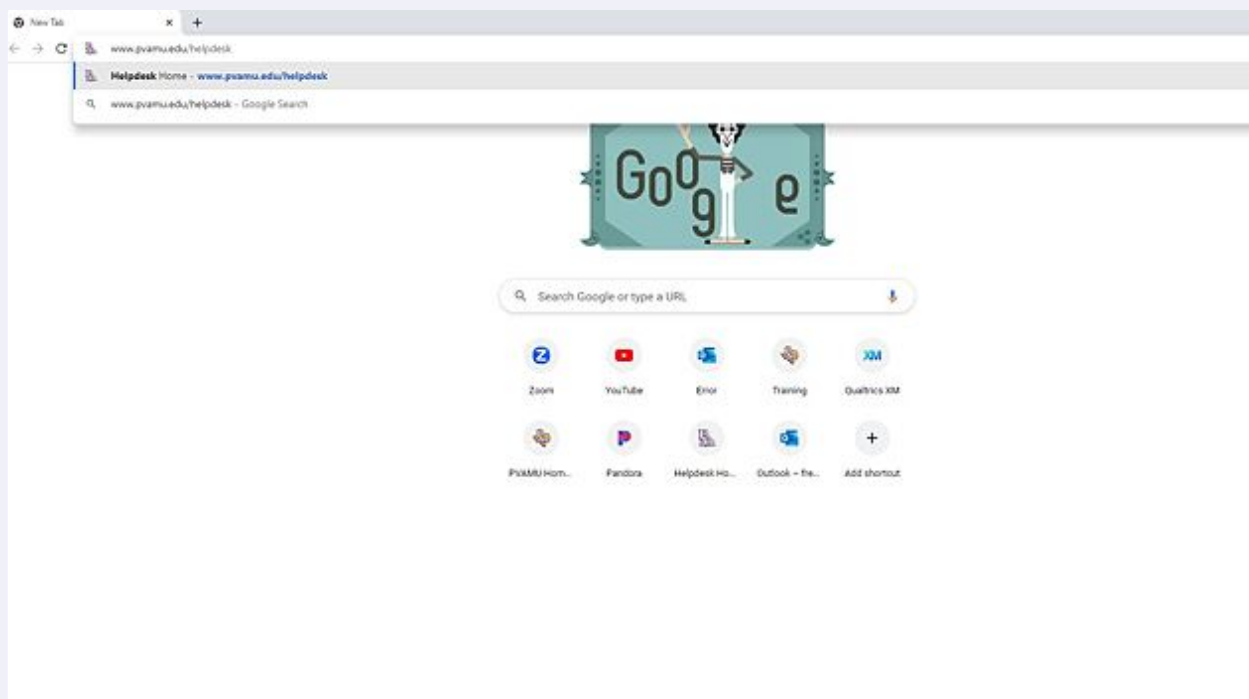 New Tab
www.pvamu.edu/helpdesk
Helpdesk Home - www.pvamu.edu/helpdesk
www.pvamu.edu/helpdesk - Google Search
Goog e
Search Google or type a URL
Zoom YouTube Error Training Qualtrics XM
PVAMU Hom... Pandora Helpdesk Ho... Outlook – fre... Add shortcut